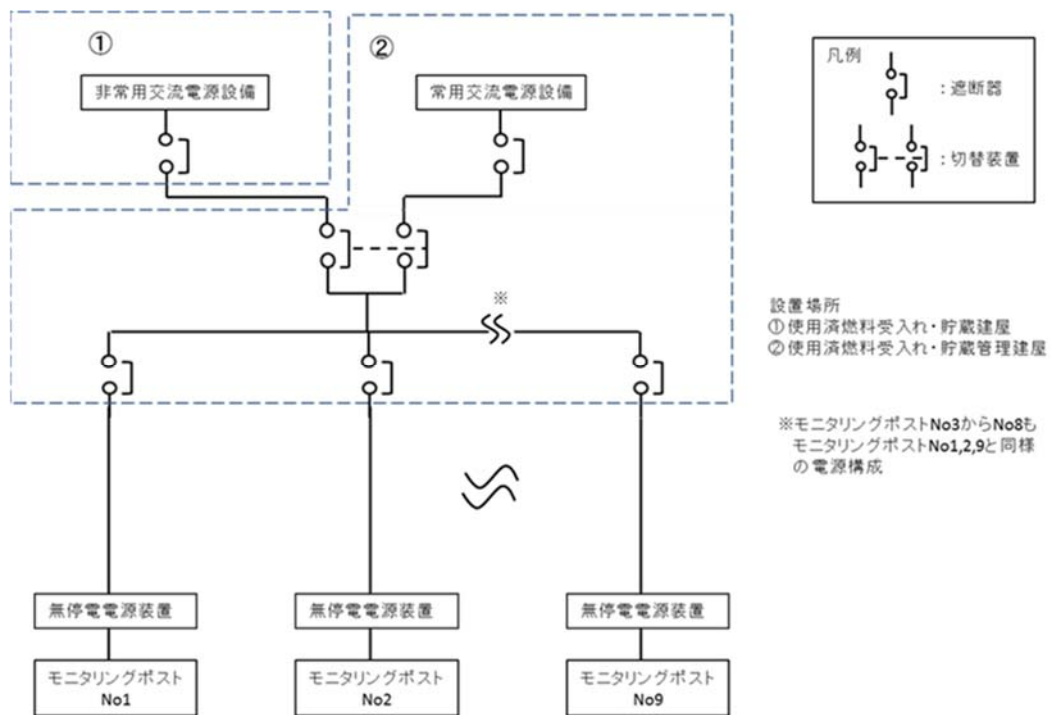 ①
②
非常用交流電源設備
常用交流電源設備
凡例
：遮断器
：切替装置
※
設置場所
①使用済燃料受入れ・貯蔵建屋
②使用済燃料受入れ・貯蔵管理建屋
※モニタリングポストNo3からNo8も
モニタリングポストNo1,2,9と同様
の電源構成
無停電電源装置
無停電電源装置
無停電電源装置
モニタリングポスト
No1
モニタリングポスト
No2
モニタリングポスト
No9